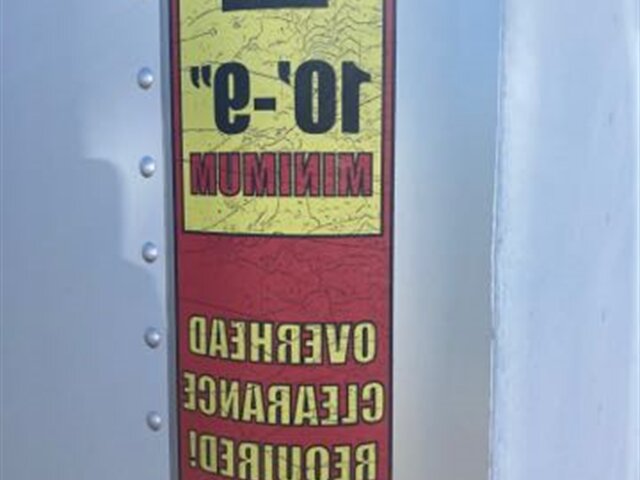 10'-9"
MINIMUM
OVERHEAD
CLEARANCE
REQUIRED!